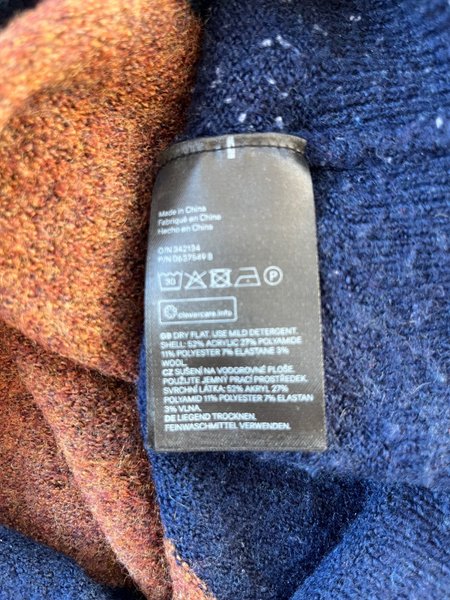 Made in China
Fabriqué en China
Hecho en China
O/N 342134
P/N 0637549 B
30 P
clevercare.info
GB DRY FLAT. USE MILD DETERGENT.
SHELL: 52% ACRYLIC 27% POLYAMIDE
11% POLYESTER 7% ELASTANE 3%
WOOL.
CZ SUŠENÍ NA VODOROVNÉ PLOŠE.
POUŽIJTE JEMNÝ PRACÍ PROSTŘEDEK.
SVRCHNÍ LÁTKA: 52% AKRYL 27%
POLYAMID 11% POLYESTER 7% ELASTAN
3% VLNA.
DE LIEGEND TROCKNEN.
FEINWASCHMITTEL VERWENDEN.